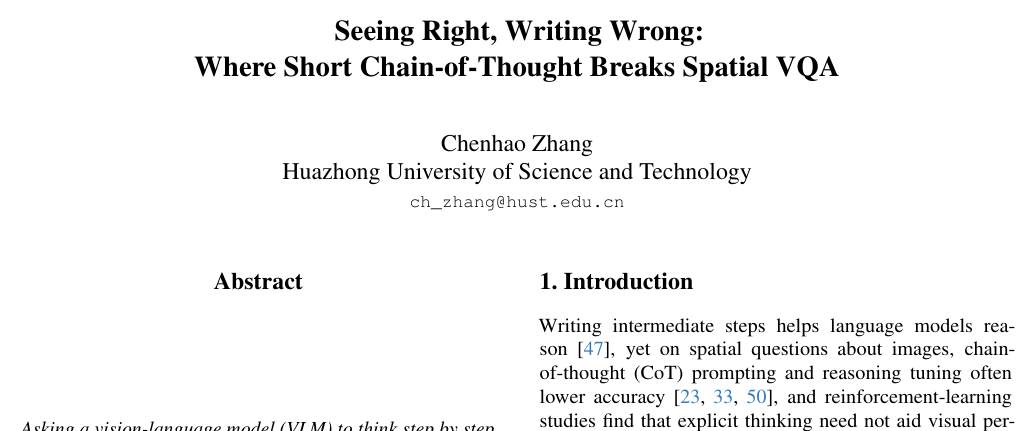 Seeing Right, Writing Wrong:
Where Short Chain-of-Thought Breaks Spatial VQA
Chenhao Zhang
Huazhong University of Science and Technology
ch_zhang@hust.edu.cn
Abstract
Asking a vision-language model (VLM) to think step by step
1. Introduction
Writing intermediate steps helps language models rea-
son [47], yet on spatial questions about images, chain-
of-thought (CoT) prompting and reasoning tuning often
lower accuracy [23, 33, 50], and reinforcement-learning
studies find that explicit thinking need not aid visual per-